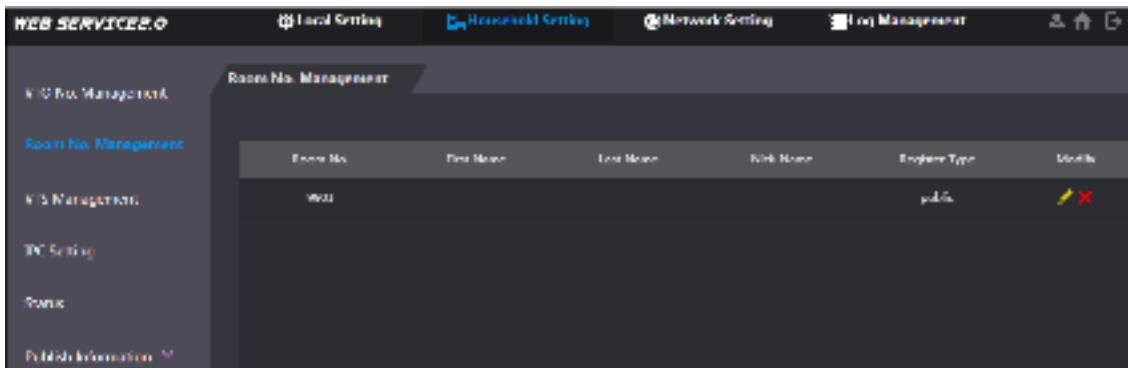 WEB SERVICE2.0 Local Setting Household Setting Network Setting Log Management
Room No. Management
VTO No. Management
Room No. Management
Room No. First Name Last Name Nick Name Register Type Modify
VTS Management
public
IPC Setting
Status
Publish Information